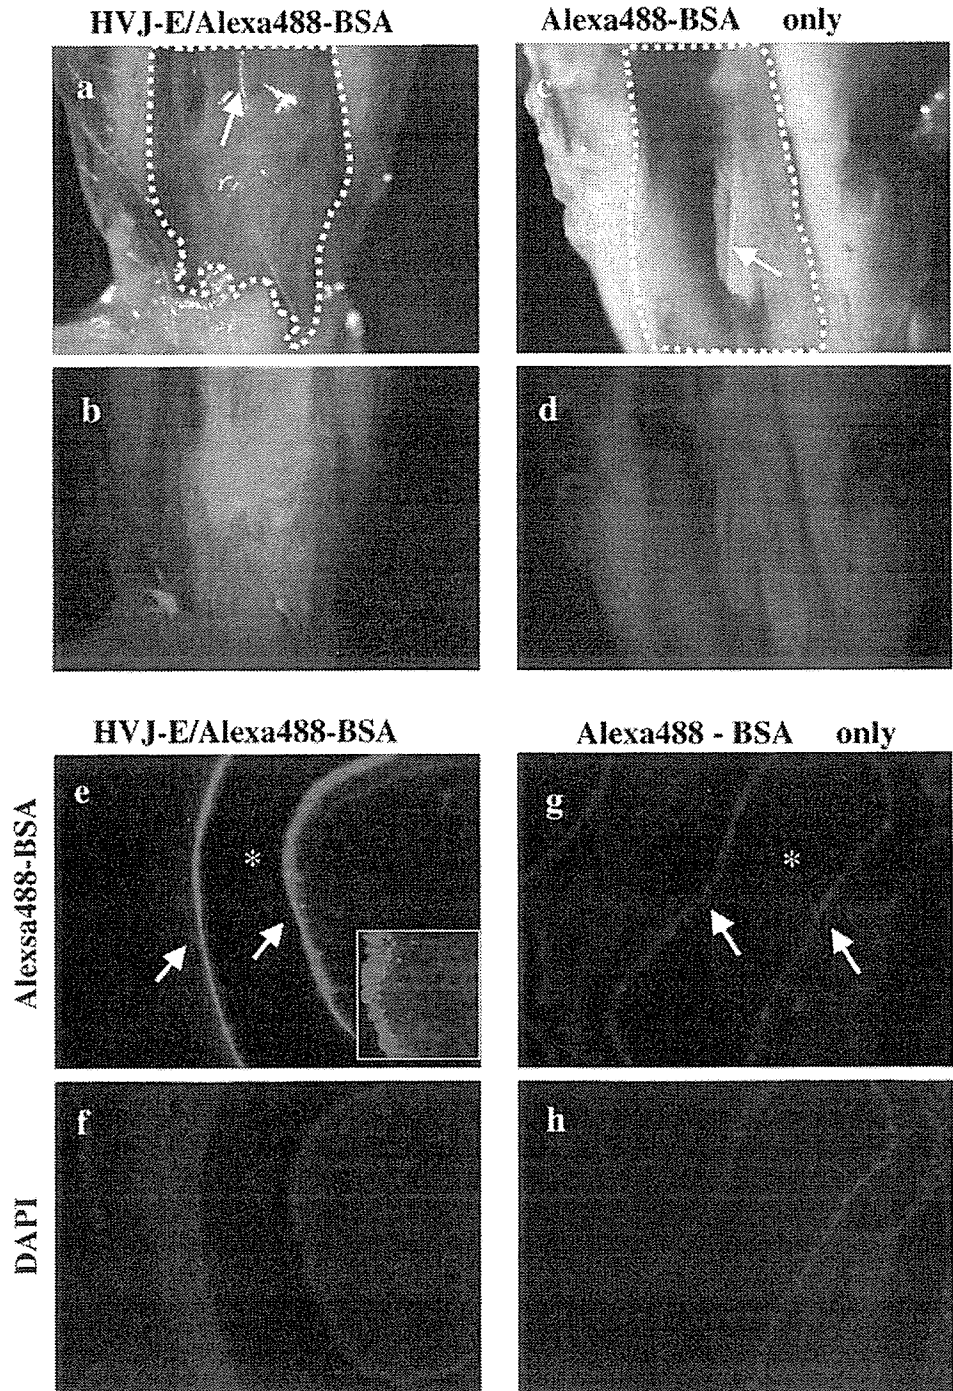 HVJ-E/Alexa488-BSA
Alexa488-BSA only
a
c
b
d
HVJ-E/Alexa488-BSA
Alexa488 - BSA only
Alexsa488-BSA
e
*
g
*
DAPI
f
h